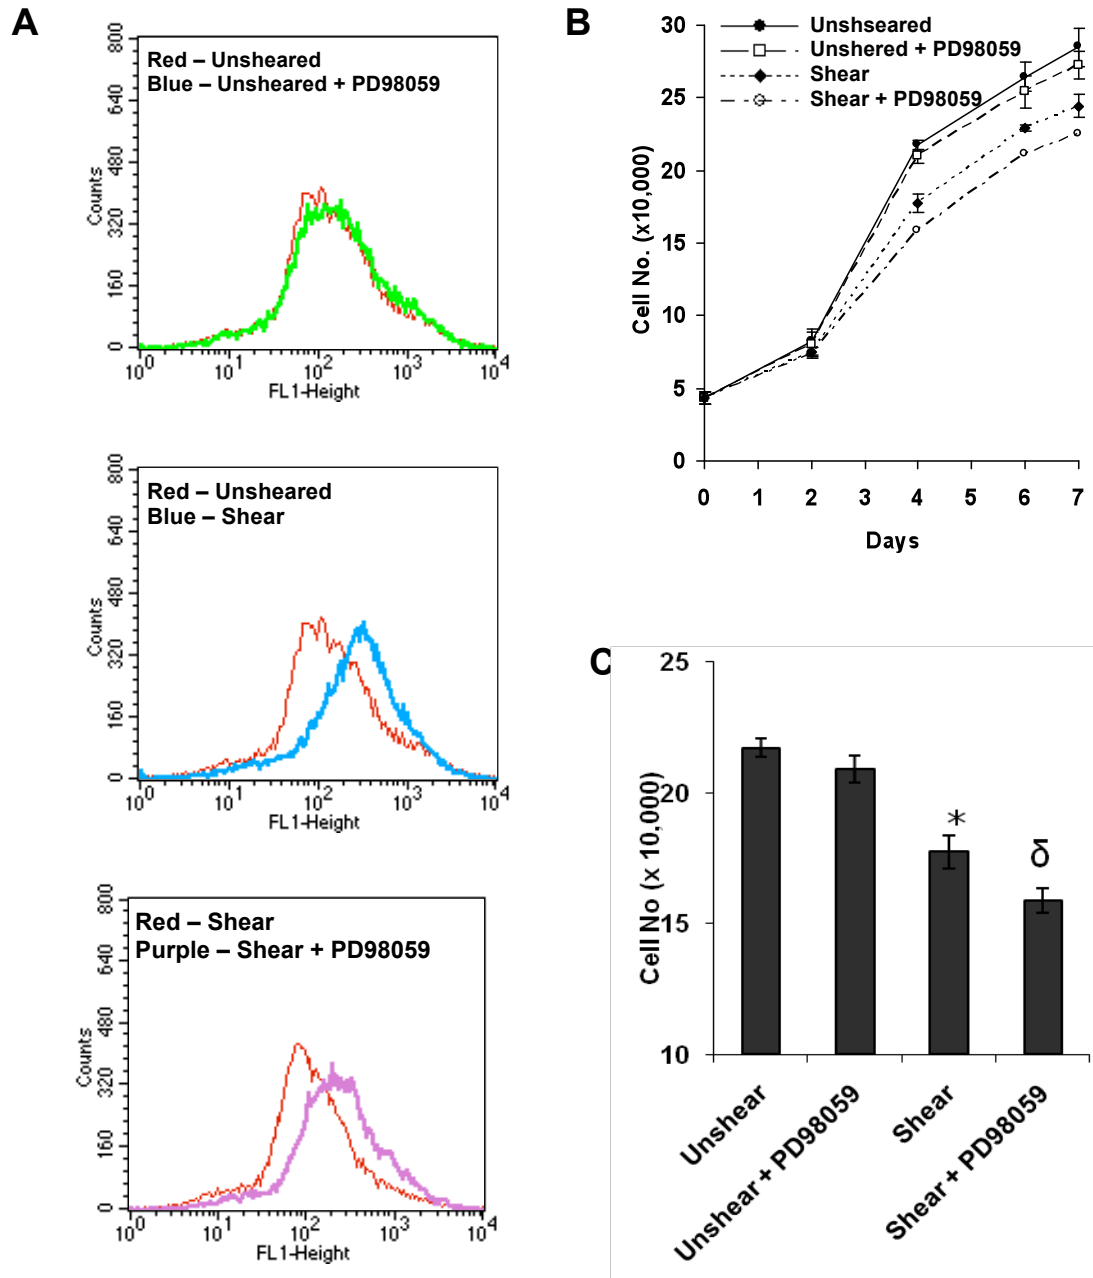 A
800
640
480
320
160
0
Counts
Red – Unsheared
Blue – Unsheared + PD98059
10^0 10^1 10^2 10^3 10^4
FL1-Height
800
640
480
320
160
0
Counts
Red – Unsheared
Blue – Shear
10^0 10^1 10^2 10^3 10^4
FL1-Height
800
640
480
320
160
0
Counts
Red – Shear
Purple – Shear + PD98059
10^0 10^1 10^2 10^3 10^4
FL1-Height
B
30
25
20
15
10
5
0
Cell No. (x10,000)
Unshseared
Unshered + PD98059
Shear
Shear + PD98059
0 1 2 3 4 5 6 7
Days
C
25
20
15
10
Cell No (x 10,000)
*
δ
Unshear
Unshear + PD98059
Shear
Shear + PD98059